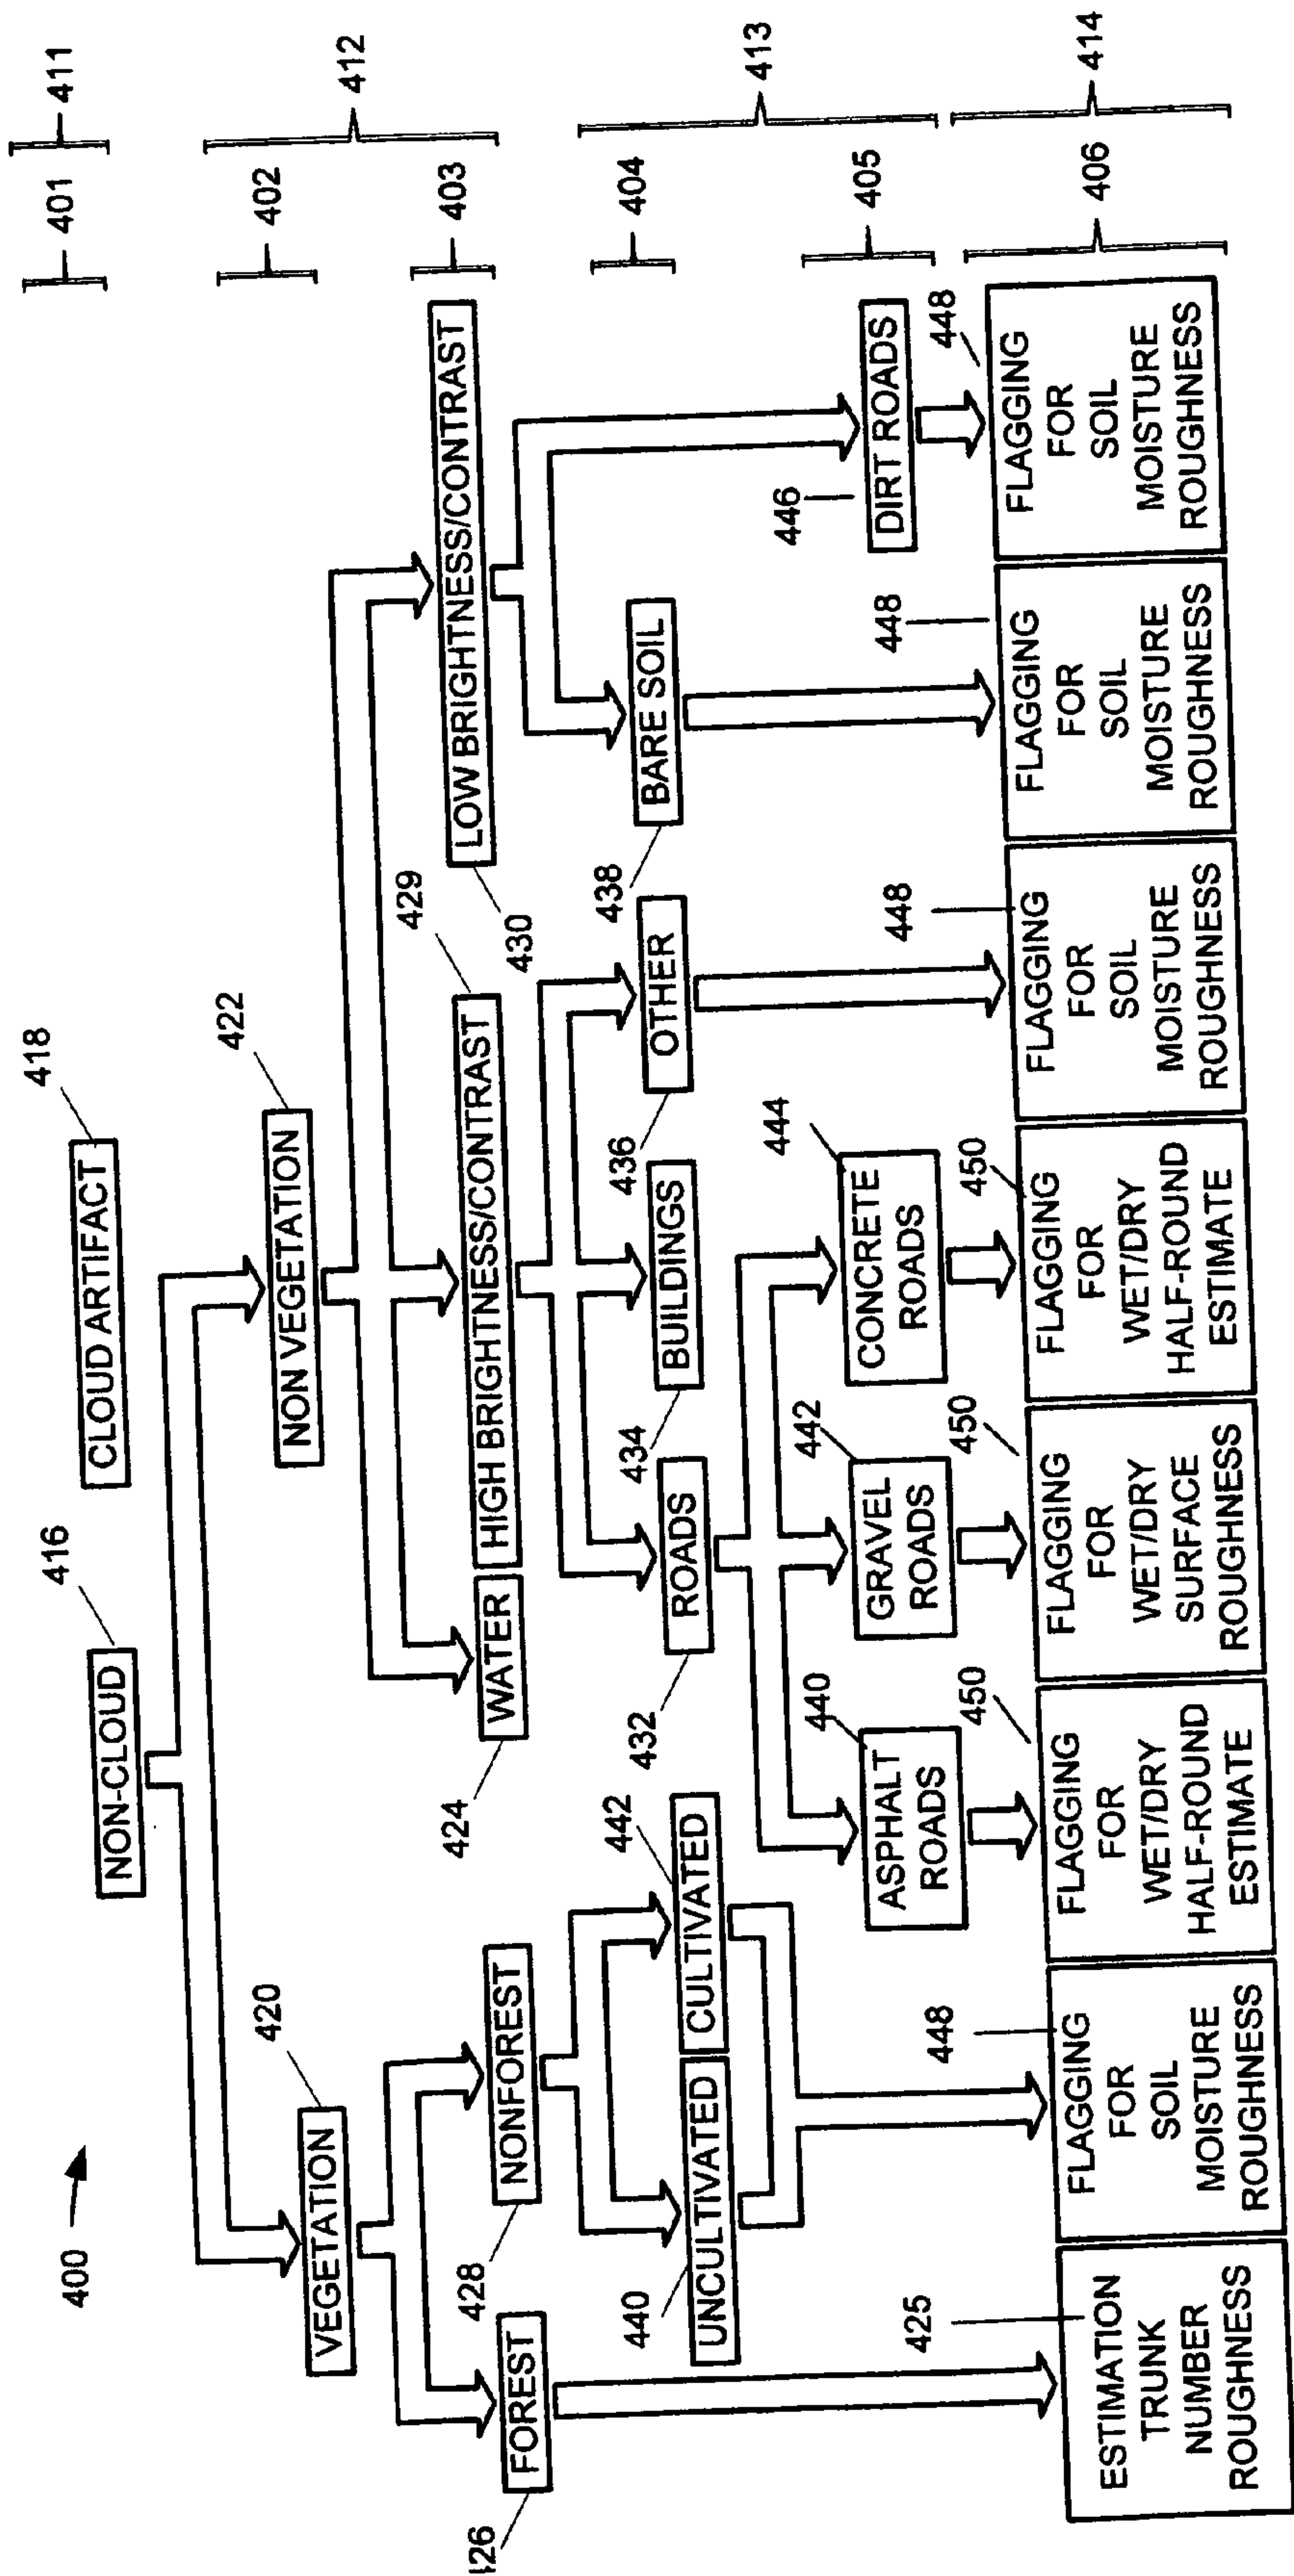 400
416
418
411
NON-CLOUD
CLOUD ARTIFACT
401
420
422
412
VEGETATION
NON VEGETATION
402
426
428
424
429
430
403
FOREST
NONFOREST
WATER
HIGH BRIGHTNESS/CONTRAST
LOW BRIGHTNESS/CONTRAST
440
442
432
434
436
438
404
UNCULTIVATED
CULTIVATED
ROADS
BUILDINGS
OTHER
BARE SOIL
413
440
442
444
446
405
ASPHALT
ROADS
GRAVEL
ROADS
CONCRETE
ROADS
DIRT ROADS
425
448
450
450
450
448
448
448
406
414
ESTIMATION
TRUNK
NUMBER
ROUGHNESS
FLAGGING
FOR
SOIL
MOISTURE
ROUGHNESS
FLAGGING
FOR
WET/DRY
HALF-ROUND
ESTIMATE
FLAGGING
FOR
WET/DRY
SURFACE
ROUGHNESS
FLAGGING
FOR
WET/DRY
HALF-ROUND
ESTIMATE
FLAGGING
FOR
SOIL
MOISTURE
ROUGHNESS
FLAGGING
FOR
SOIL
MOISTURE
ROUGHNESS
FLAGGING
FOR
SOIL
MOISTURE
ROUGHNESS